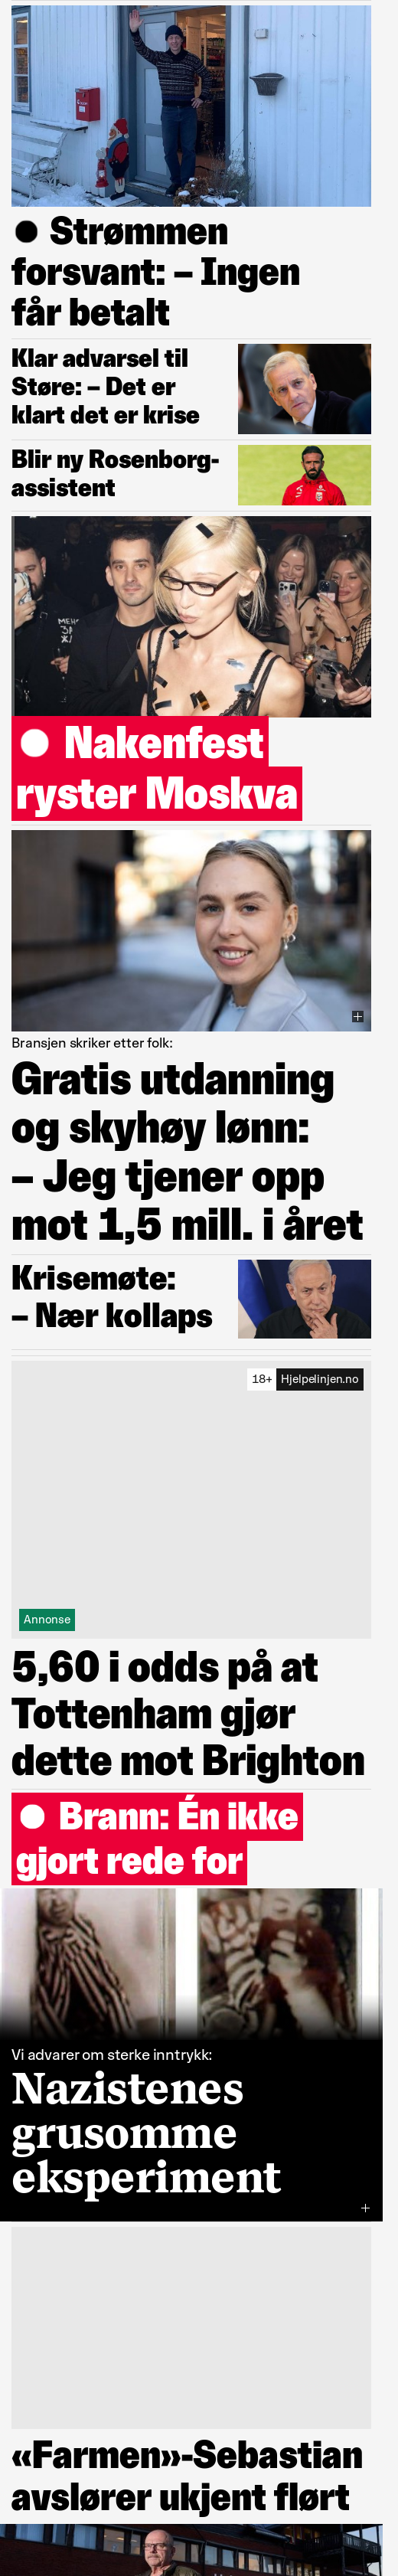 Strømmen
forsvant: – Ingen
får betalt
Klar advarsel til
Støre: – Det er
klart det er krise
Blir ny Rosenborg-
assistent
Nakenfest
ryster Moskva
Bransjen skriker etter folk:
Gratis utdanning
og skyhøy lønn:
– Jeg tjener opp
mot 1,5 mill. i året
Krisemøte:
– Nær kollaps
18+ Hjelpelinjen.no
Annonse
5,60 i odds på at
Tottenham gjør
dette mot Brighton
Brann: Én ikke
gjort rede for
Vi advarer om sterke inntrykk:
Nazistenes
grusomme
eksperiment
«Farmen»-Sebastian
avslører ukjent flørt